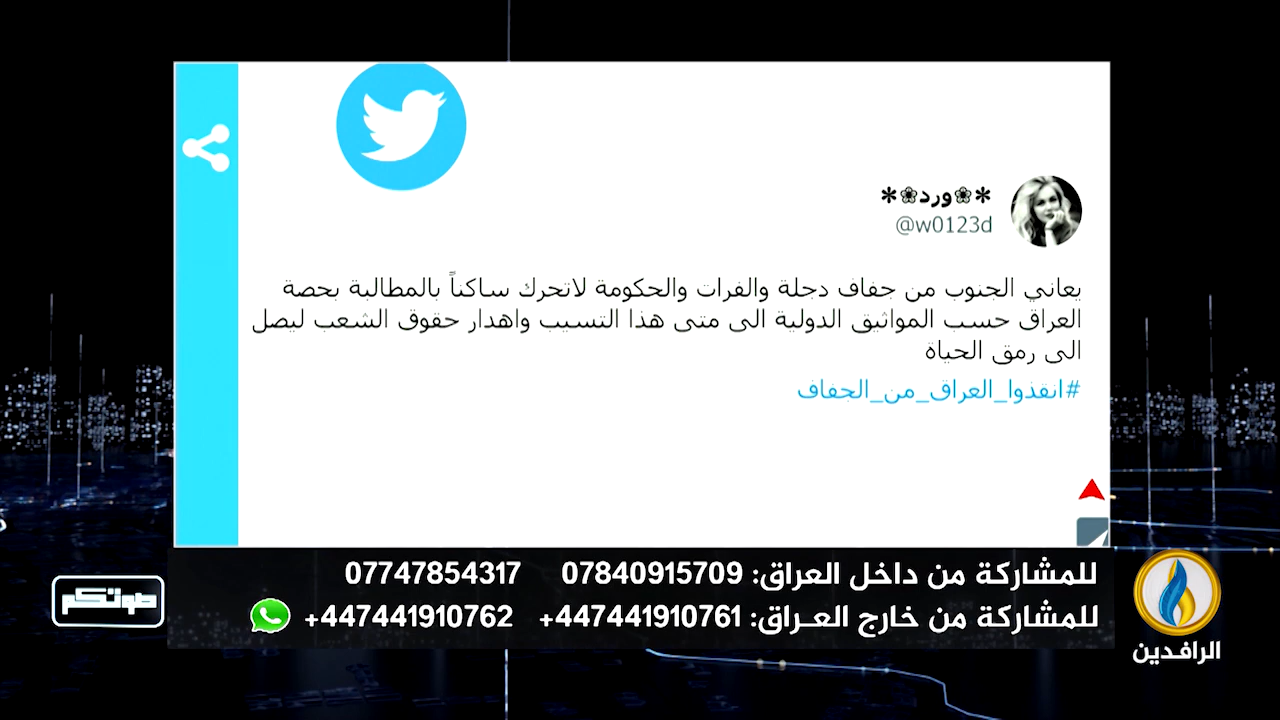 *❀ورد❀*
@w0123d
يعاني الجنوب من جفاف دجلة والفرات والحكومة لاتحرك ساكناً بالمطالبة بحصة
العراق حسب المواثيق الدولية الى متى هذا التسيب واهدار حقوق الشعب ليصل
الى رمق الحياة
#انقذوا_العراق_من_الجفاف
للمشاركة من داخل العراق: 07840915709 07747854317
للمشاركة من خارج العـراق: 447441910761+ 447441910762+
صوتكم
الرافدين